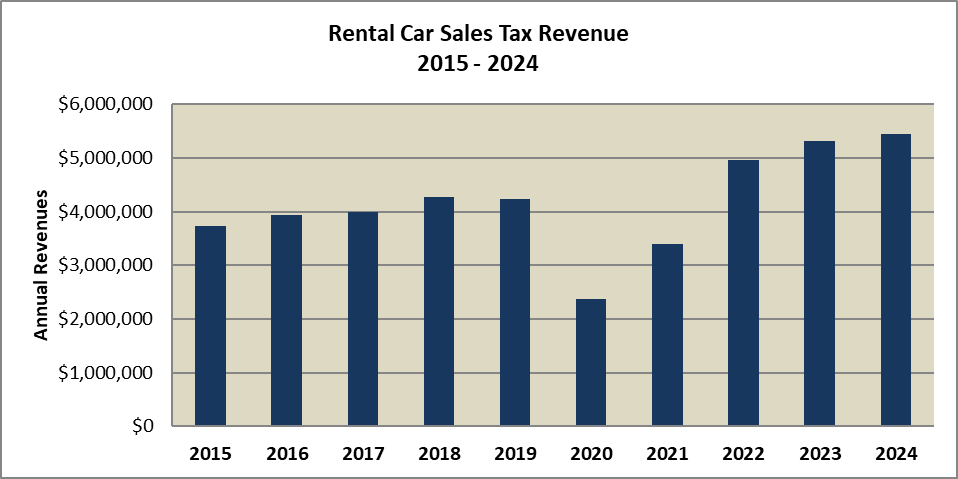 Rental Car Sales Tax Revenue
2015 - 2024
Annual Revenues
$6,000,000
$5,000,000
$4,000,000
$3,000,000
$2,000,000
$1,000,000
$0
2015 2016 2017 2018 2019 2020 2021 2022 2023 2024